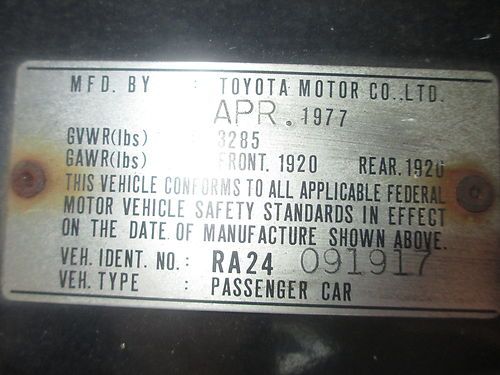 MFD. BY : TOYOTA MOTOR CO.,LTD.
APR. 1977
GVWR(lbs) 3285
GAWR(lbs) FRONT. 1920 REAR. 1920
THIS VEHICLE CONFORMS TO ALL APPLICABLE FEDERAL
MOTOR VEHICLE SAFETY STANDARDS IN EFFECT
ON THE DATE OF MANUFACTURE SHOWN ABOVE.
VEH. IDENT. NO.: RA24 091917
VEH. TYPE : PASSENGER CAR